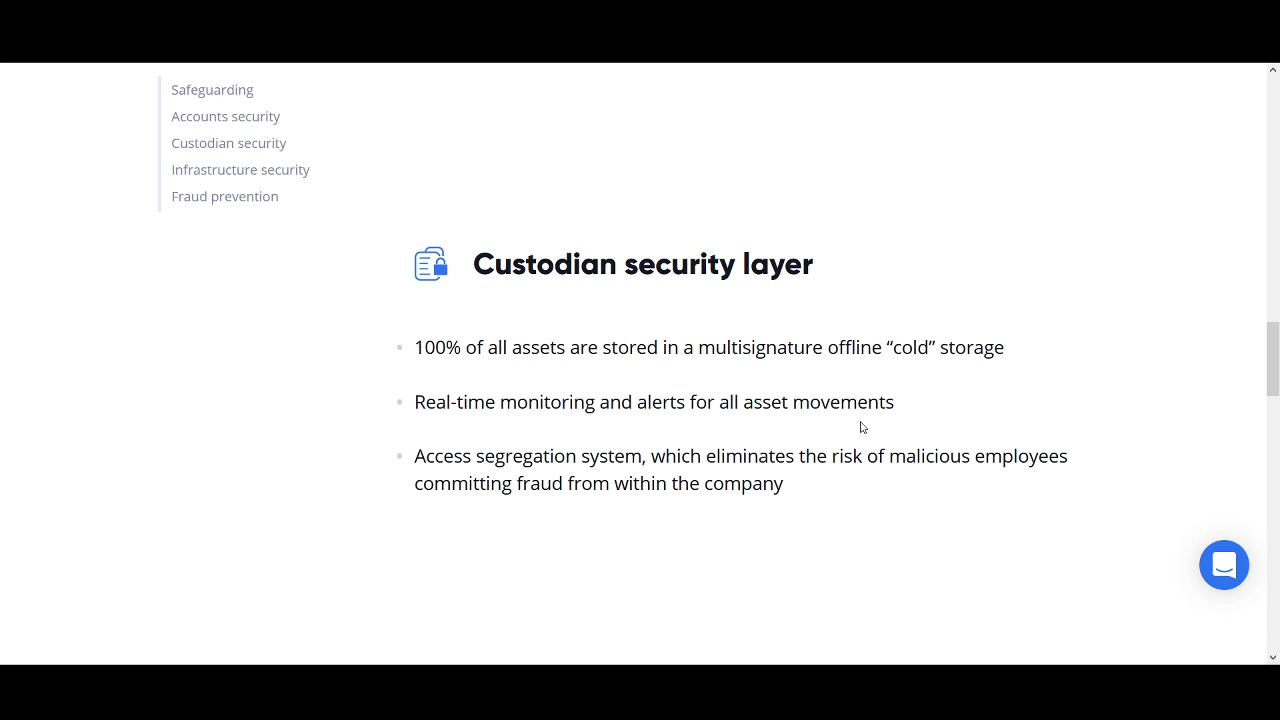 Safeguarding
Accounts security
Custodian security
Infrastructure security
Fraud prevention
Custodian security layer
100% of all assets are stored in a multisignature offline “cold” storage
Real-time monitoring and alerts for all asset movements
Access segregation system, which eliminates the risk of malicious employees
committing fraud from within the company